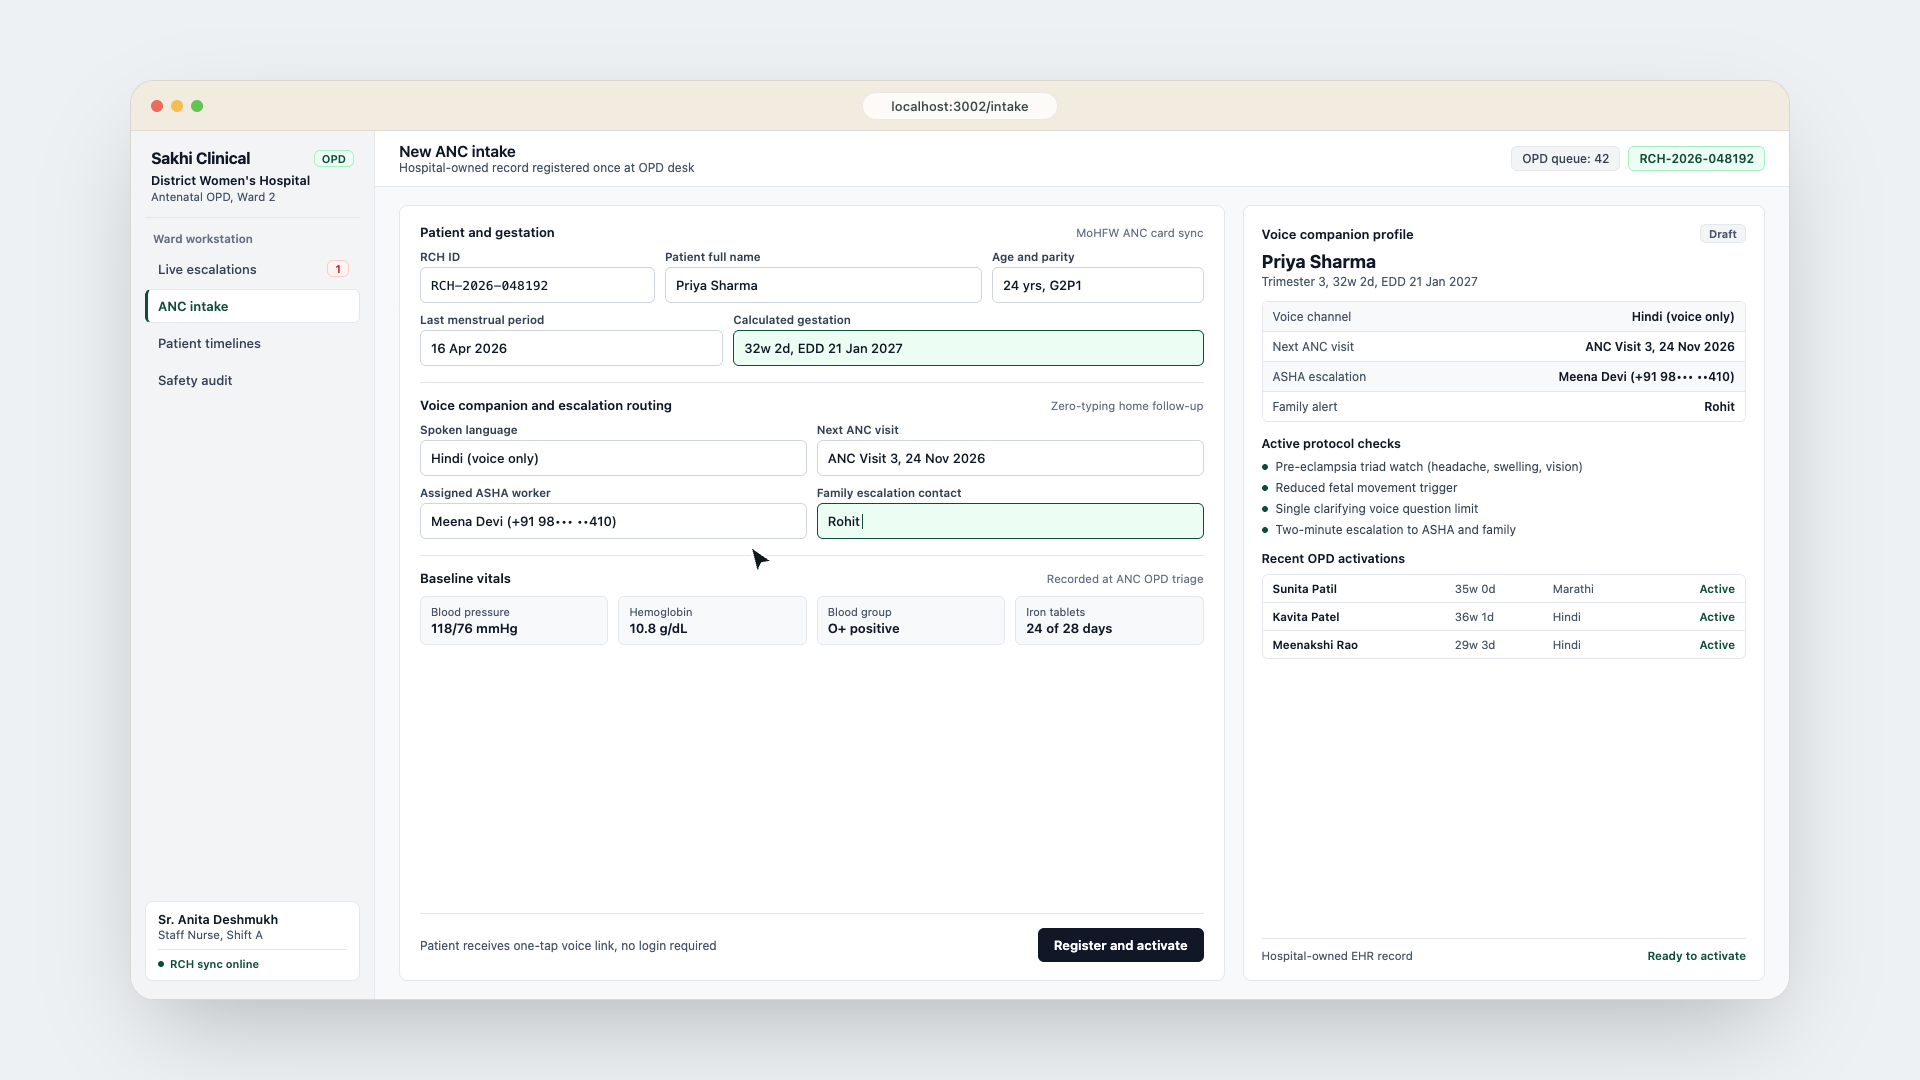 localhost:3002/intake
Sakhi Clinical
OPD
District Women's Hospital
Antenatal OPD, Ward 2
Ward workstation
Live escalations
1
ANC intake
Patient timelines
Safety audit
Sr. Anita Deshmukh
Staff Nurse, Shift A
RCH sync online
New ANC intake
Hospital-owned record registered once at OPD desk
OPD queue: 42
RCH-2026-048192
Patient and gestation
MoHFW ANC card sync
RCH ID
Patient full name
Age and parity
RCH–2026–048192
Priya Sharma
24 yrs, G2P1
Last menstrual period
Calculated gestation
16 Apr 2026
32w 2d, EDD 21 Jan 2027
Voice companion and escalation routing
Zero-typing home follow-up
Spoken language
Next ANC visit
Hindi (voice only)
ANC Visit 3, 24 Nov 2026
Assigned ASHA worker
Family escalation contact
Meena Devi (+91 98••• ••410)
Rohit
Baseline vitals
Recorded at ANC OPD triage
Blood pressure
118/76 mmHg
Hemoglobin
10.8 g/dL
Blood group
O+ positive
Iron tablets
24 of 28 days
Patient receives one-tap voice link, no login required
Register and activate
Voice companion profile
Draft
Priya Sharma
Trimester 3, 32w 2d, EDD 21 Jan 2027
Voice channel Hindi (voice only)
Next ANC visit ANC Visit 3, 24 Nov 2026
ASHA escalation Meena Devi (+91 98••• ••410)
Family alert Rohit
Active protocol checks
Pre-eclampsia triad watch (headache, swelling, vision)
Reduced fetal movement trigger
Single clarifying voice question limit
Two-minute escalation to ASHA and family
Recent OPD activations
Sunita Patil 35w 0d Marathi Active
Kavita Patel 36w 1d Hindi Active
Meenakshi Rao 29w 3d Hindi Active
Hospital-owned EHR record
Ready to activate